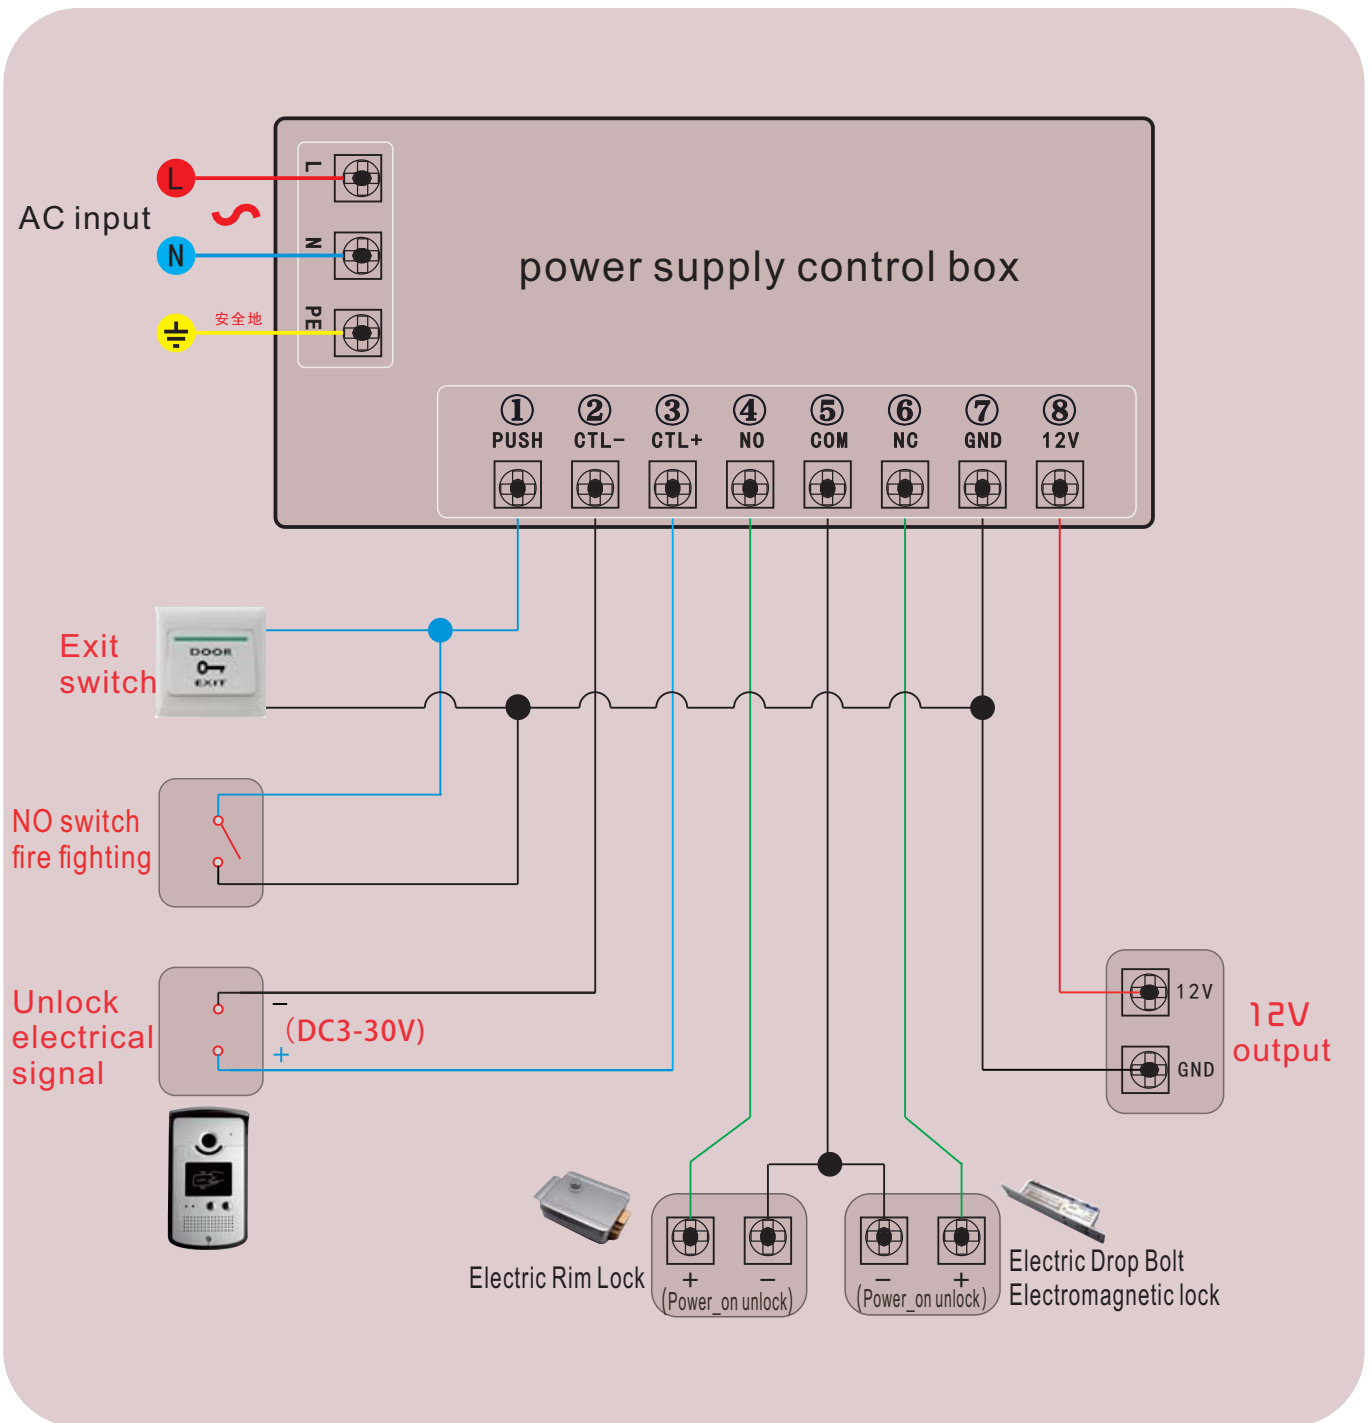 L
AC input
N
安全地
L
N
PE
power supply control box
① ② ③ ④ ⑤ ⑥ ⑦ ⑧
PUSH CTL- CTL+ NO COM NC GND 12V
Exit
switch
DOOR
EXIT
NO switch
fire fighting
Unlock
electrical
signal
−
(DC3-30V)
+
12V
GND
12V
output
Electric Rim Lock
+ −
(Power_on unlock)
− +
(Power_on unlock)
Electric Drop Bolt
Electromagnetic lock